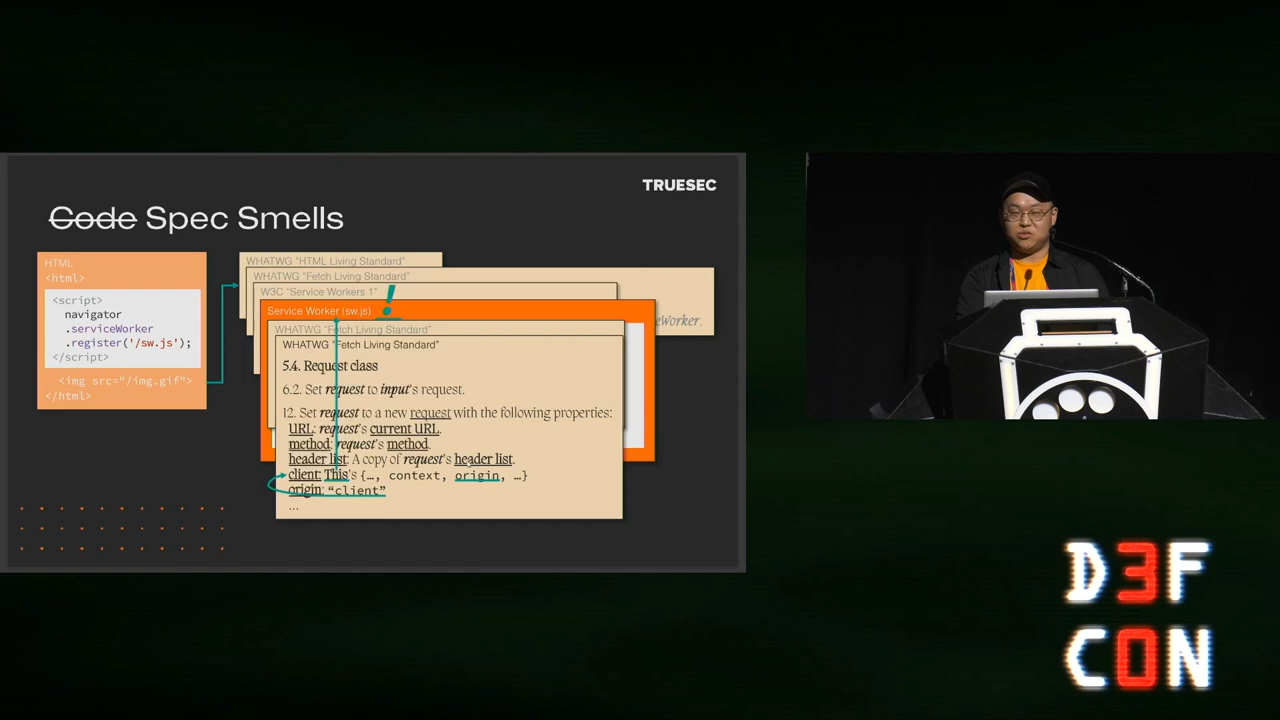 TRUESEC
Code Spec Smells
HTML
<html>
<script>
navigator
.serviceWorker
.register('/sw.js');
</script>
<img src="/img.gif">
</html>
WHATWG "HTML Living Standard"
WHATWG "Fetch Living Standard"
W3C "Service Workers 1"
!
Service Worker (sw.js)
eWorker.
WHATWG "Fetch Living Standard"
WHATWG "Fetch Living Standard"
5.4. Request class
6.2. Set request to input's request.
12. Set request to a new request with the following properties:
URL: request's current URL.
method: request's method.
header list: A copy of request's header list.
client: This's {…, context, origin, …}
origin: "client"
…
D3F
C0N